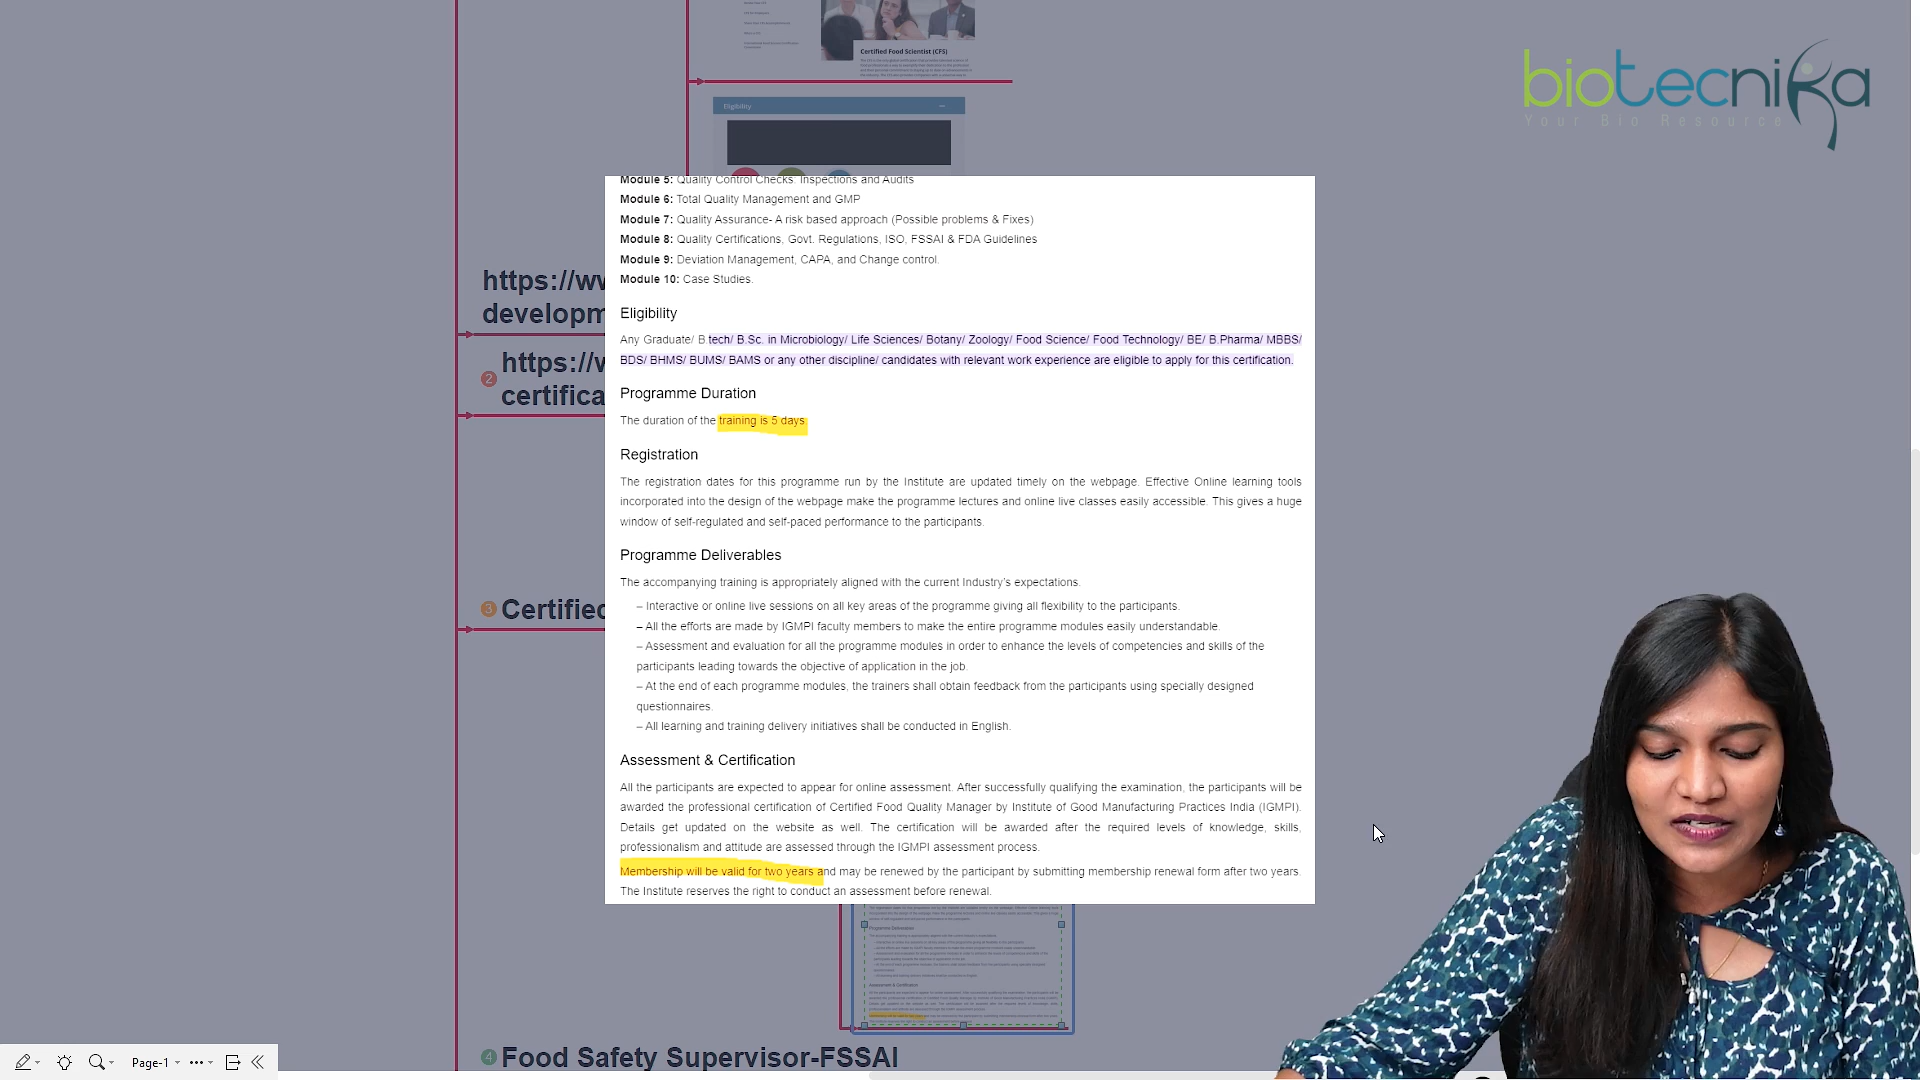 Certified Food Scientist (CFS)
biotecnika
Your Bio Resource
Eligibility
Module 5: Quality Control Checks: Inspections and Audits
Module 6: Total Quality Management and GMP
Module 7: Quality Assurance- A risk based approach (Possible problems & Fixes)
Module 8: Quality Certifications, Govt. Regulations, ISO, FSSAI & FDA Guidelines
Module 9: Deviation Management, CAPA, and Change control.
Module 10: Case Studies.
https://w
developm
2 https://w
certifica
Eligibility
Any Graduate/ B.tech/ B.Sc. in Microbiology/ Life Sciences/ Botany/ Zoology/ Food Science/ Food Technology/ BE/ B.Pharma/ MBBS/
BDS/ BHMS/ BUMS/ BAMS or any other discipline/ candidates with relevant work experience are eligible to apply for this certification.
Programme Duration
The duration of the training is 5 days
Registration
The registration dates for this programme run by the Institute are updated timely on the webpage. Effective Online learning tools
incorporated into the design of the webpage make the programme lectures and online live classes easily accessible. This gives a huge
window of self-regulated and self-paced performance to the participants.
Programme Deliverables
The accompanying training is appropriately aligned with the current Industry's expectations.
– Interactive or online live sessions on all key areas of the programme giving all flexibility to the participants.
– All the efforts are made by IGMPI faculty members to make the entire programme modules easily understandable.
– Assessment and evaluation for all the programme modules in order to enhance the levels of competencies and skills of the
participants leading towards the objective of application in the job.
– At the end of each programme modules, the trainers shall obtain feedback from the participants using specially designed
questionnaires.
– All learning and training delivery initiatives shall be conducted in English.
3 Certified
Assessment & Certification
All the participants are expected to appear for online assessment. After successfully qualifying the examination, the participants will be
awarded the professional certification of Certified Food Quality Manager by Institute of Good Manufacturing Practices India (IGMPI).
Details get updated on the website as well. The certification will be awarded after the required levels of knowledge, skills,
professionalism and attitude are assessed through the IGMPI assessment process.
Membership will be valid for two years and may be renewed by the participant by submitting membership renewal form after two years.
The Institute reserves the right to conduct an assessment before renewal.
Programme Deliverables
Assessment & Certification
4 Food Safety Supervisor-FSSAI
Page-1